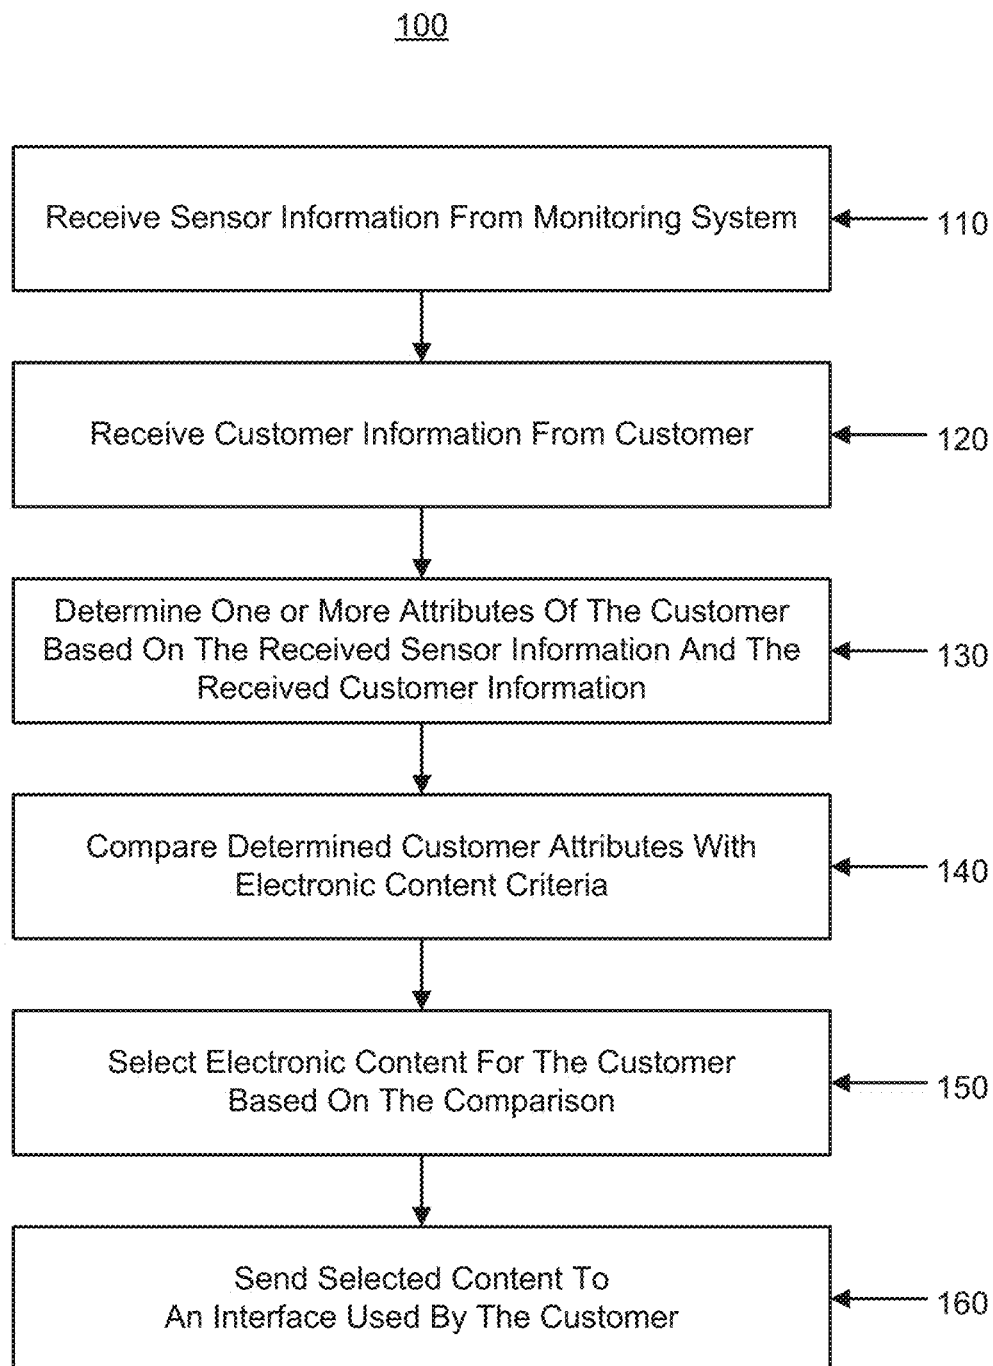 100
Receive Sensor Information From Monitoring System
110
Receive Customer Information From Customer
120
Determine One or More Attributes Of The Customer
Based On The Received Sensor Information And The
Received Customer Information
130
Compare Determined Customer Attributes With
Electronic Content Criteria
140
Select Electronic Content For The Customer
Based On The Comparison
150
Send Selected Content To
An Interface Used By The Customer
160